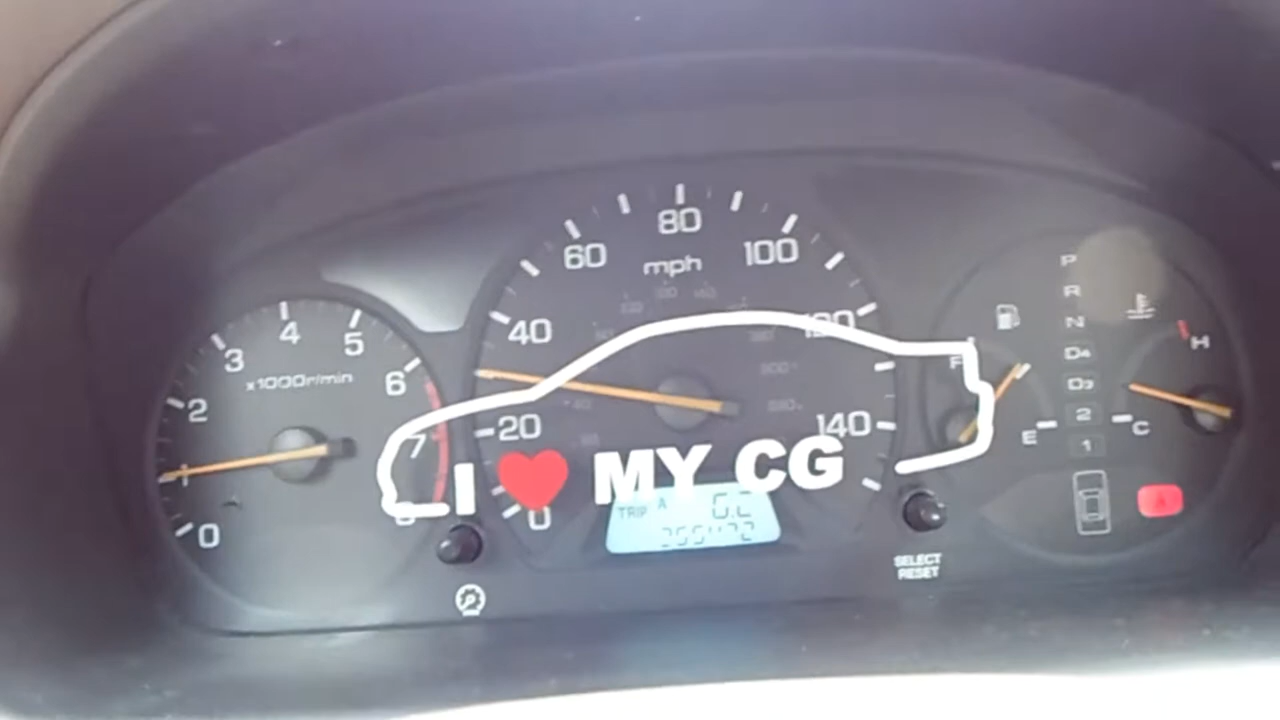 80
60 100
mph
40 120
4
3 5
x1000r/min
6
2
20 140
7
1
0
I ❤ MY CG
0
TRIP A
P
R
N
D4
D3
2
1
F
E
H
C
SELECT
RESET